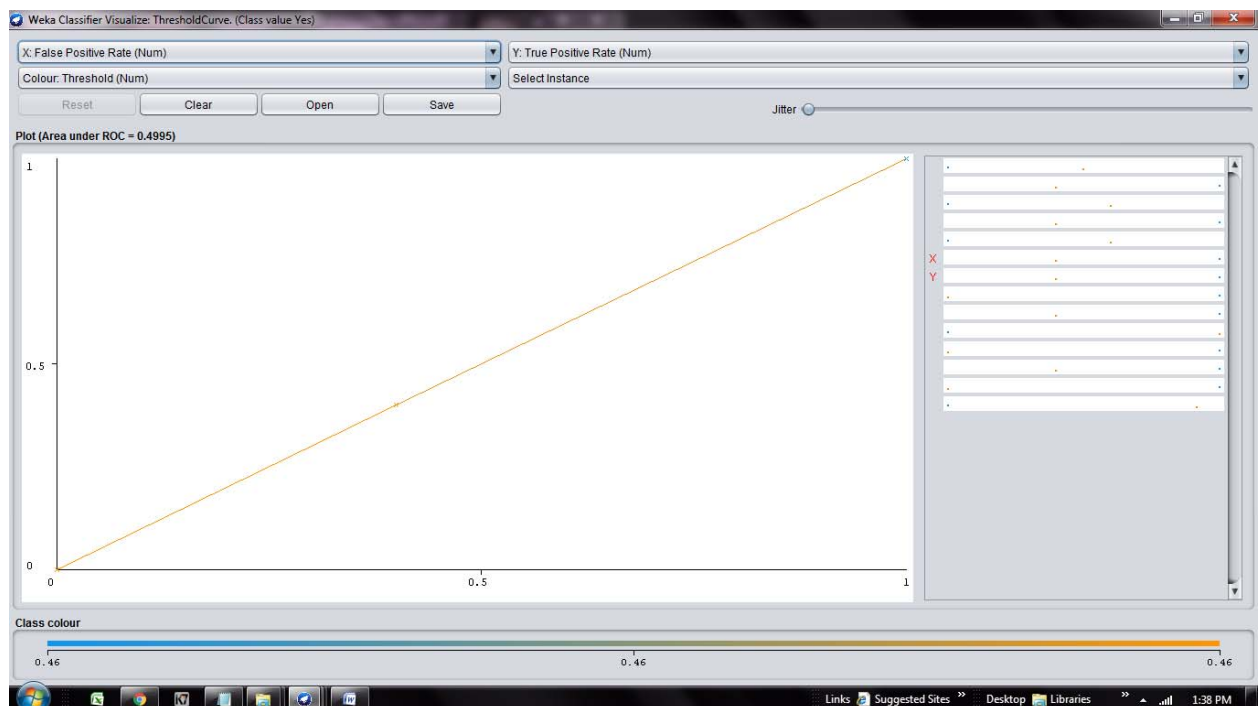 Weka Classifier Visualize: ThresholdCurve. (Class value Yes)
X: False Positive Rate (Num)
Y: True Positive Rate (Num)
Colour: Threshold (Num)
Select Instance
Reset
Clear
Open
Save
Jitter
Plot (Area under ROC = 0.4995)
1
0.5
0
0
0.5
1
X
Y
Class colour
0.46
0.46
0.46
Links
Suggested Sites
»
Desktop
Libraries
»
1:38 PM